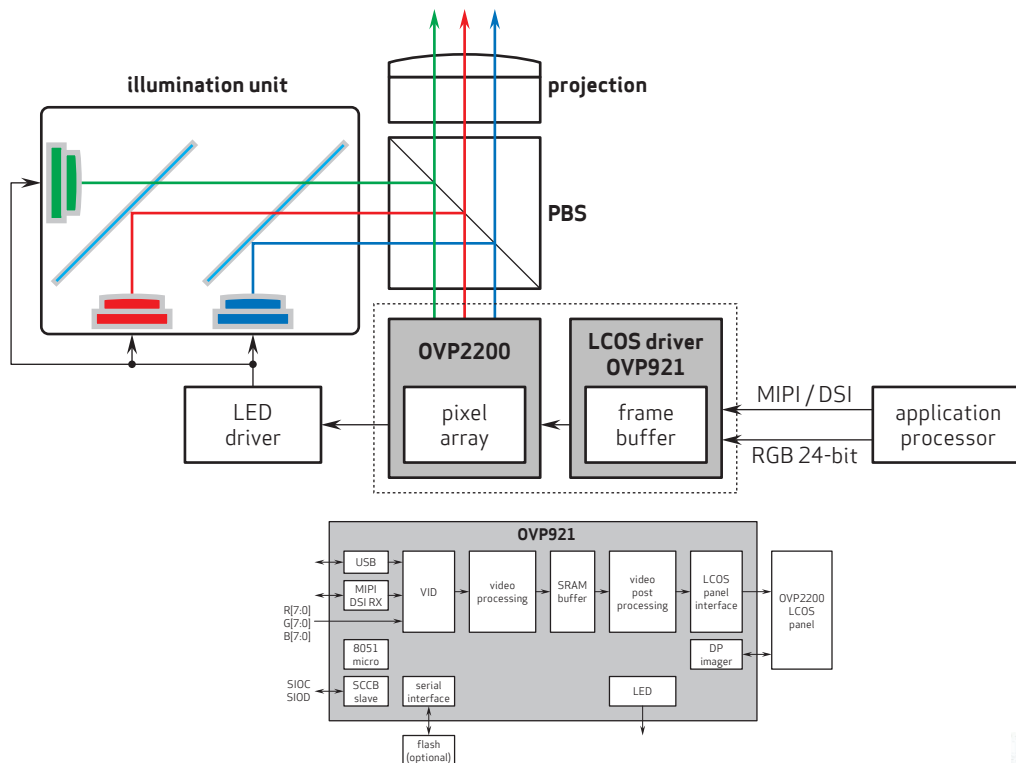 illumination unit
projection
PBS
OVP2200
pixel
array
LCOS driver
OVP921
frame
buffer
LED
driver
MIPI / DSI
RGB 24-bit
application
processor
OVP921
USB
MIPI
DSI RX
R[7:0]
G[7:0]
B[7:0]
VID
video
processing
SRAM
buffer
video
post
processing
LCOS
panel
interface
OVP2200
LCOS
panel
8051
micro
DP
imager
SIOC
SIOD
SCCB
slave
serial
interface
LED
flash
(optional)